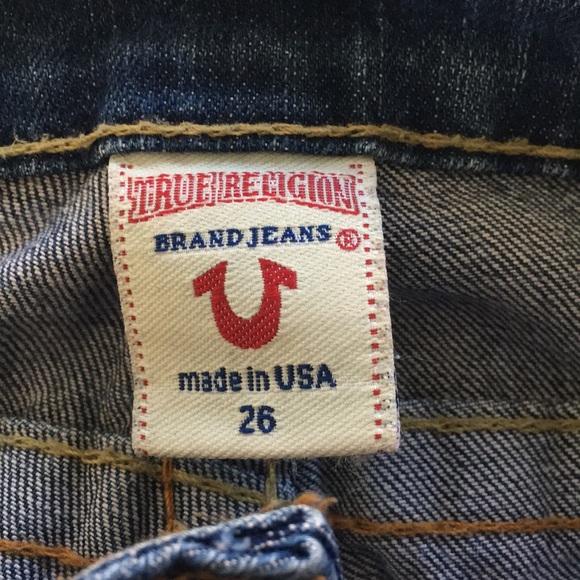 TRUE RELIGION
BRAND JEANS ®
made in USA
26